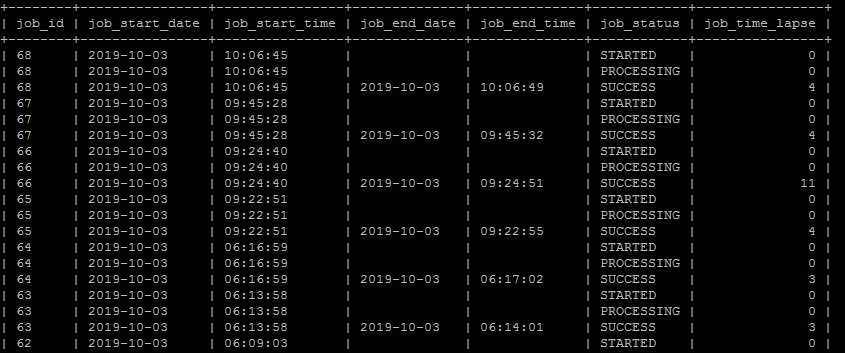 +--------+----------------+----------------+--------------+--------------+------------+----------------+
| job_id | job_start_date | job_start_time | job_end_date | job_end_time | job_status | job_time_lapse |
+--------+----------------+----------------+--------------+--------------+------------+----------------+
| 68 | 2019-10-03 | 10:06:45 | | | STARTED | 0 |
| 68 | 2019-10-03 | 10:06:45 | | | PROCESSING | 0 |
| 68 | 2019-10-03 | 10:06:45 | 2019-10-03 | 10:06:49 | SUCCESS | 4 |
| 67 | 2019-10-03 | 09:45:28 | | | STARTED | 0 |
| 67 | 2019-10-03 | 09:45:28 | | | PROCESSING | 0 |
| 67 | 2019-10-03 | 09:45:28 | 2019-10-03 | 09:45:32 | SUCCESS | 4 |
| 66 | 2019-10-03 | 09:24:40 | | | STARTED | 0 |
| 66 | 2019-10-03 | 09:24:40 | | | PROCESSING | 0 |
| 66 | 2019-10-03 | 09:24:40 | 2019-10-03 | 09:24:51 | SUCCESS | 11 |
| 65 | 2019-10-03 | 09:22:51 | | | STARTED | 0 |
| 65 | 2019-10-03 | 09:22:51 | | | PROCESSING | 0 |
| 65 | 2019-10-03 | 09:22:51 | 2019-10-03 | 09:22:55 | SUCCESS | 4 |
| 64 | 2019-10-03 | 06:16:59 | | | STARTED | 0 |
| 64 | 2019-10-03 | 06:16:59 | | | PROCESSING | 0 |
| 64 | 2019-10-03 | 06:16:59 | 2019-10-03 | 06:17:02 | SUCCESS | 3 |
| 63 | 2019-10-03 | 06:13:58 | | | STARTED | 0 |
| 63 | 2019-10-03 | 06:13:58 | | | PROCESSING | 0 |
| 63 | 2019-10-03 | 06:13:58 | 2019-10-03 | 06:14:01 | SUCCESS | 3 |
| 62 | 2019-10-03 | 06:09:03 | | | STARTED | 0 |